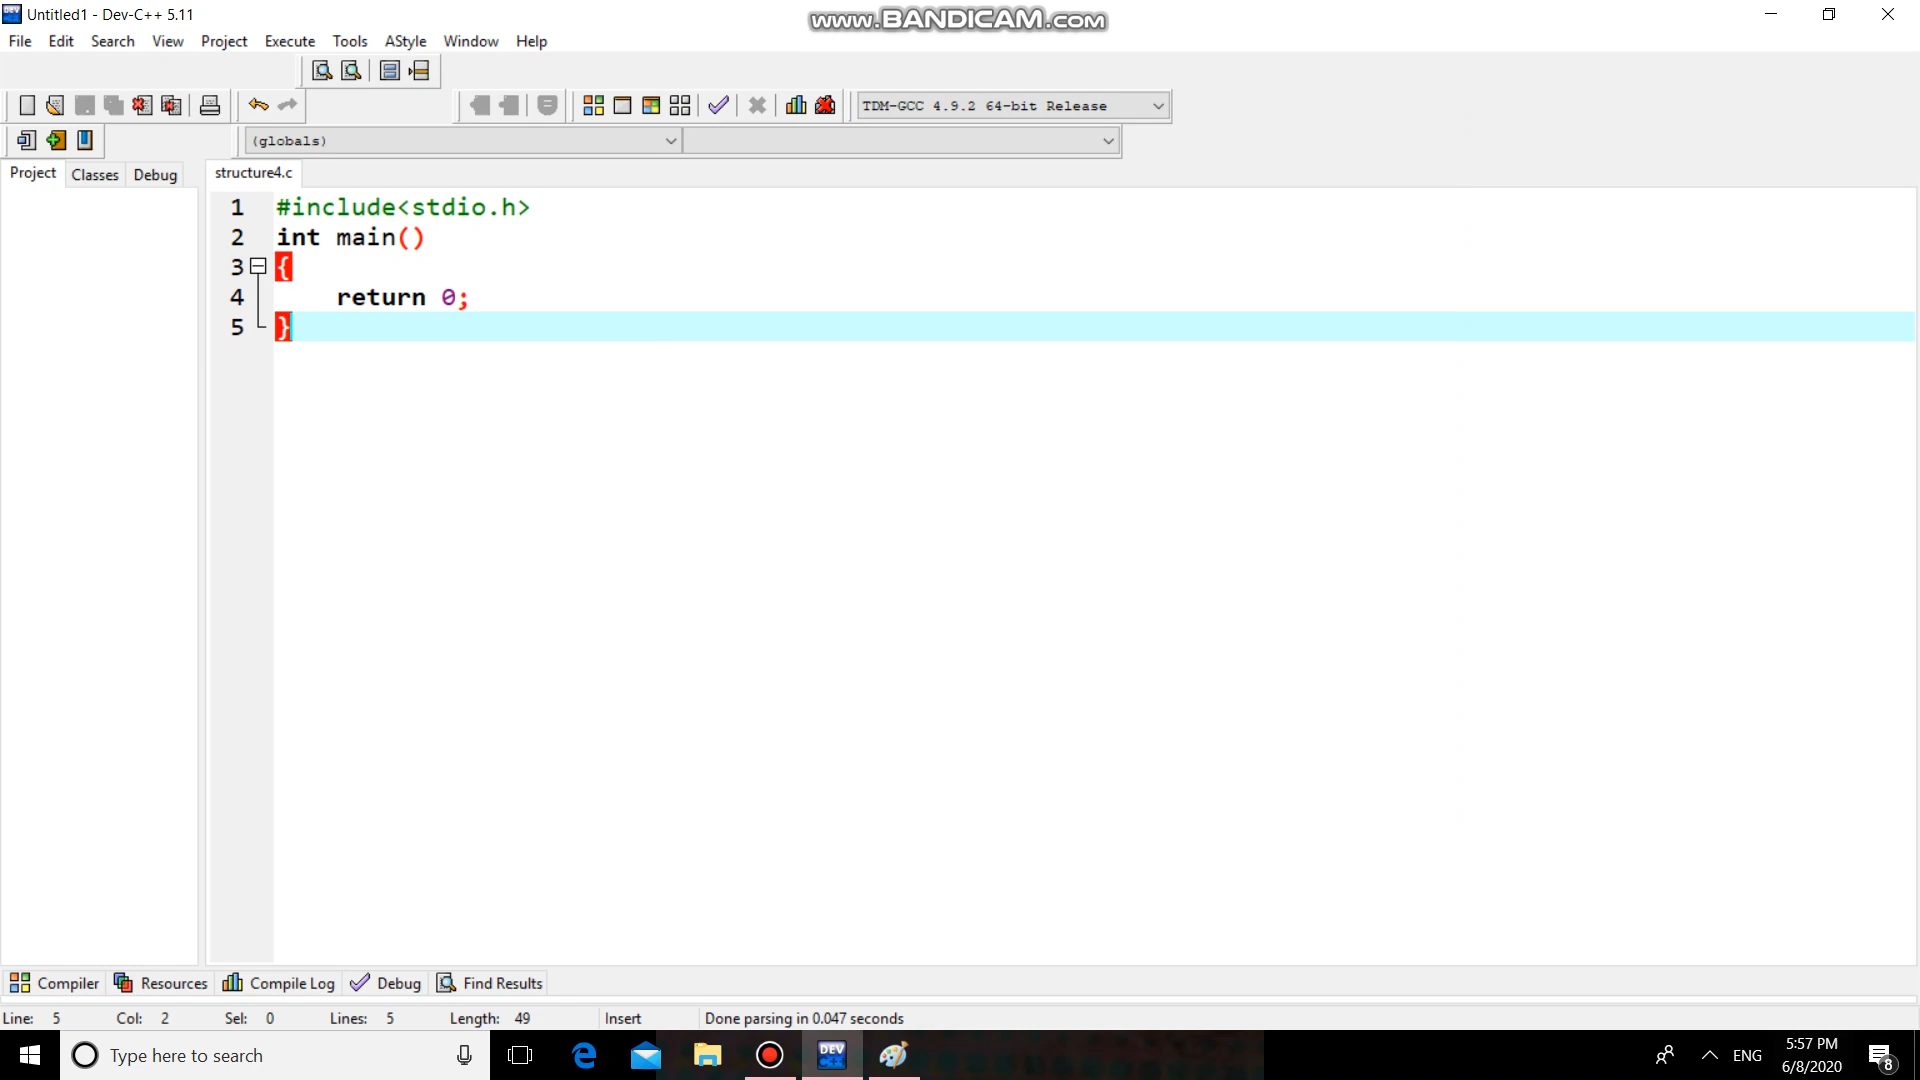 Untitled1 - Dev-C++ 5.11
www.BANDICAM.com
File Edit Search View Project Execute Tools AStyle Window Help
TDM-GCC 4.9.2 64-bit Release
(globals)
Project Classes Debug
structure4.c
1 #include<stdio.h>
2 int main()
3 {
4 return 0;
5 }
Compiler Resources Compile Log Debug Find Results
Line: 5 Col: 2 Sel: 0 Lines: 5 Length: 49 Insert Done parsing in 0.047 seconds
DEV C++
Type here to search
ENG
5:57 PM
6/8/2020
8